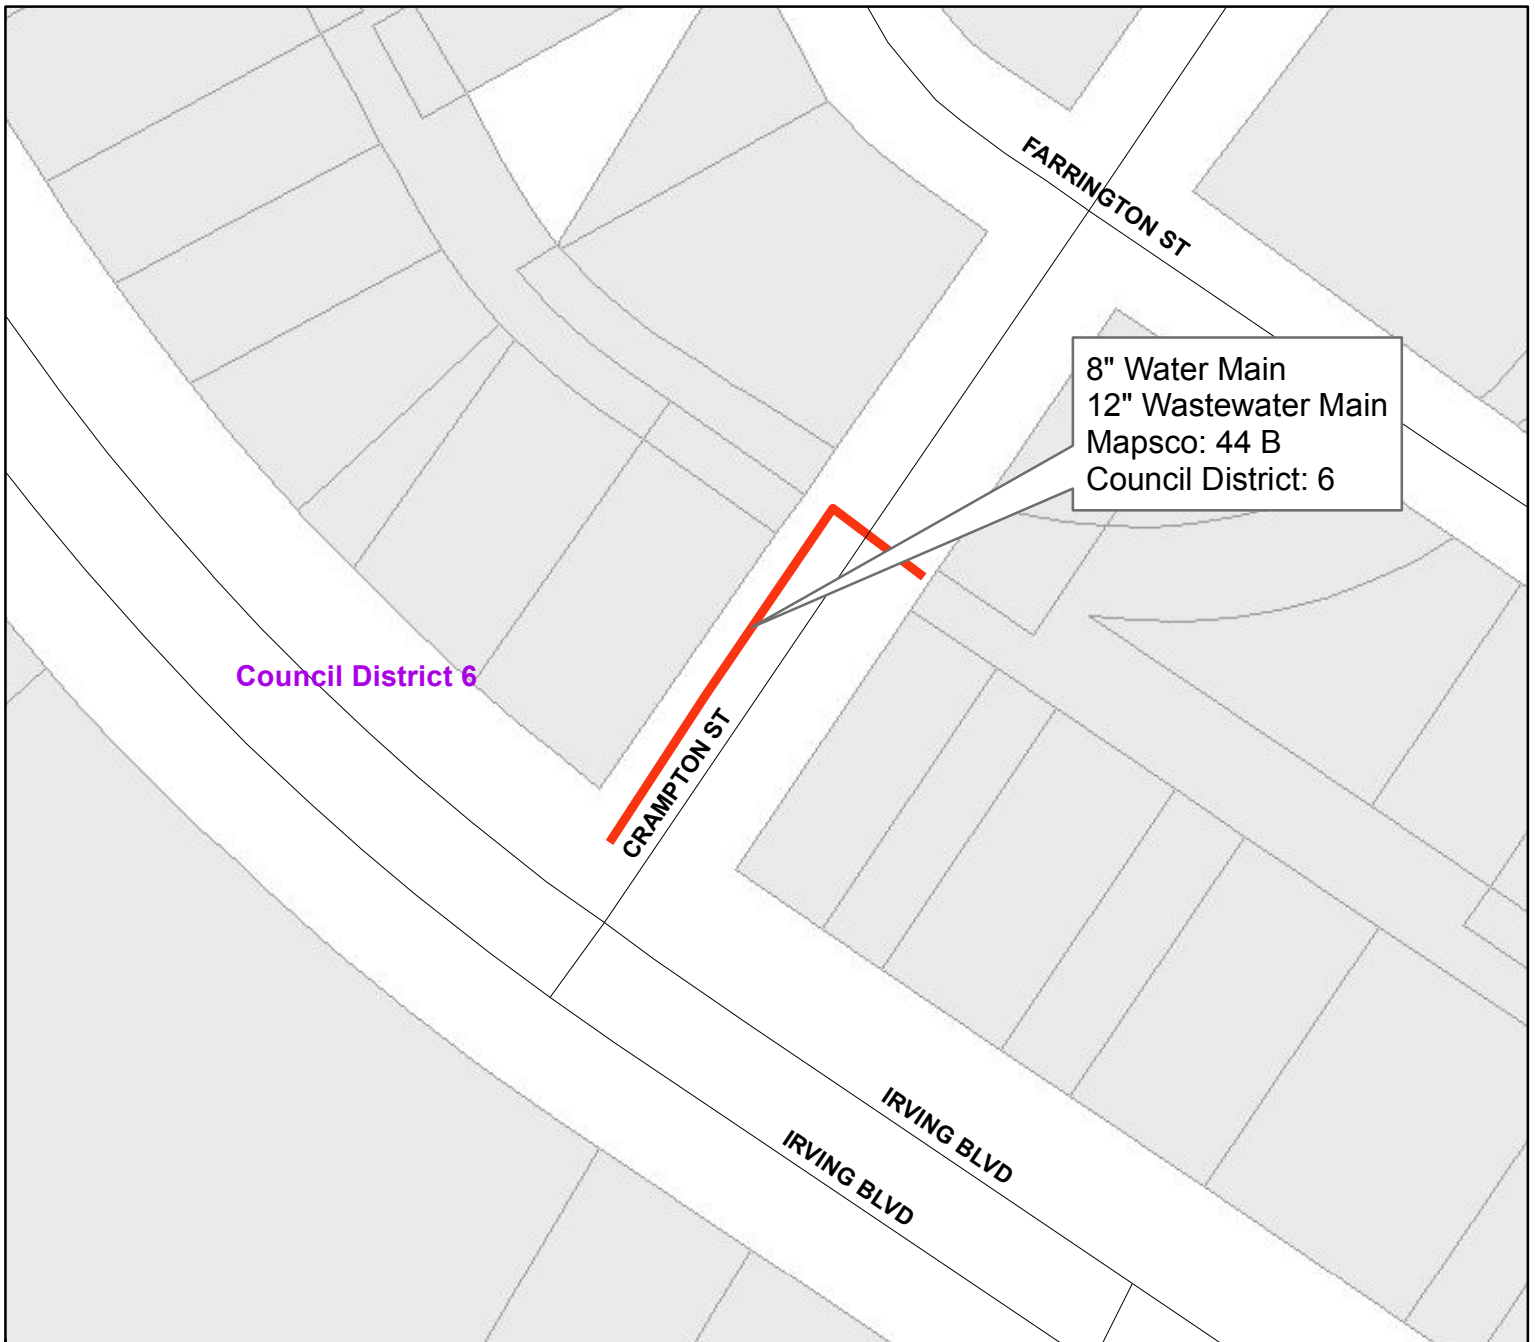 FARRINGTON ST
8" Water Main
12" Wastewater Main
Mapsco: 44 B
Council District: 6
Council District 6
CRAMPTON ST
IRVING BLVD
IRVING BLVD